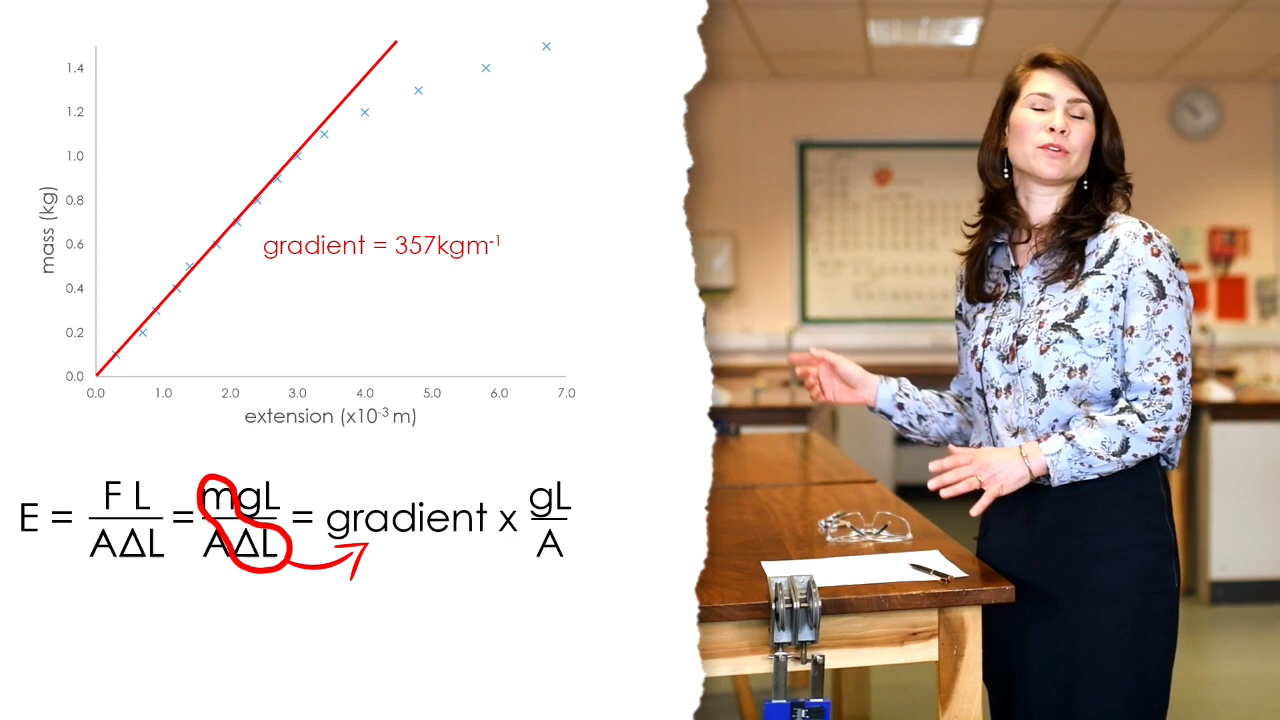 1.4
1.2
1.0
0.8
0.6
0.4
0.2
0.0
mass (kg)
gradient = 357kgm⁻¹
0.0 1.0 2.0 3.0 4.0 5.0 6.0 7.0
extension (x10⁻³ m)
E = F L / AΔL = mgL / AΔL = gradient x gL / A